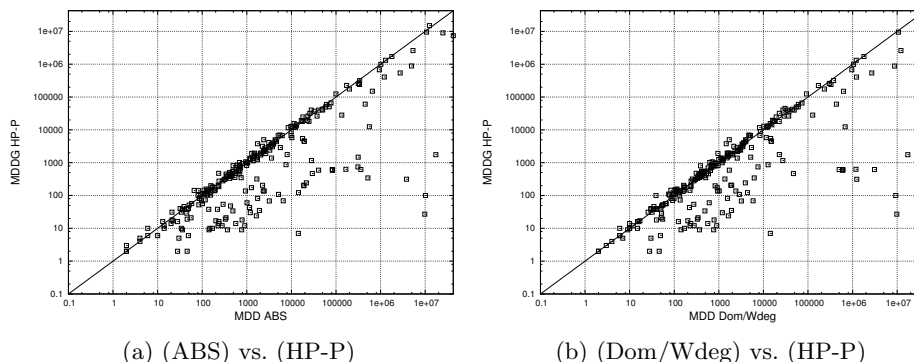 1e+07
1e+06
100000
10000
1000
100
10
1
0.1
MDDG HP-P
0.1 1 10 100 1000 10000 100000 1e+06 1e+07
MDD ABS
(a) (ABS) vs. (HP-P)
1e+07
1e+06
100000
10000
1000
100
10
1
0.1
MDDG HP-P
0.1 1 10 100 1000 10000 100000 1e+06 1e+07
MDD Dom/Wdeg
(b) (Dom/Wdeg) vs. (HP-P)